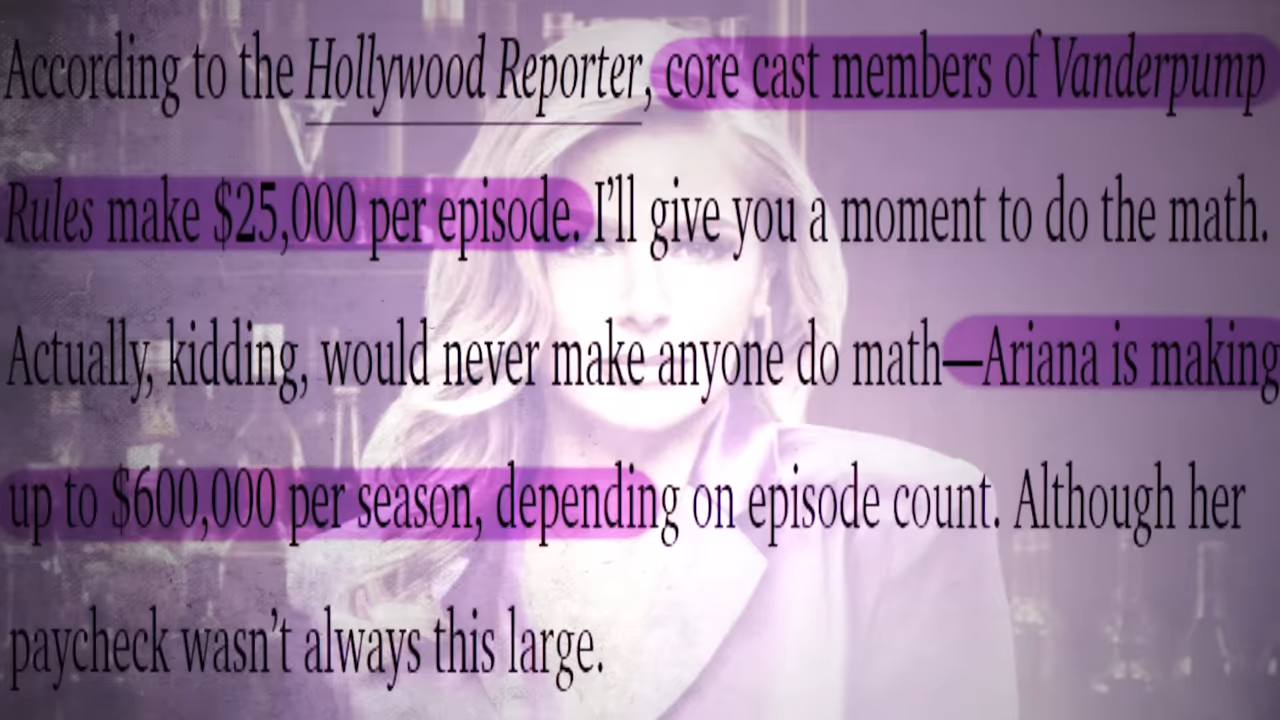 According to the Hollywood Reporter, core cast members of Vanderpump
Rules make $25,000 per episode. I’ll give you a moment to do the math.
Actually, kidding, would never make anyone do math—Ariana is making
up to $600,000 per season, depending on episode count. Although her
paycheck wasn’t always this large.